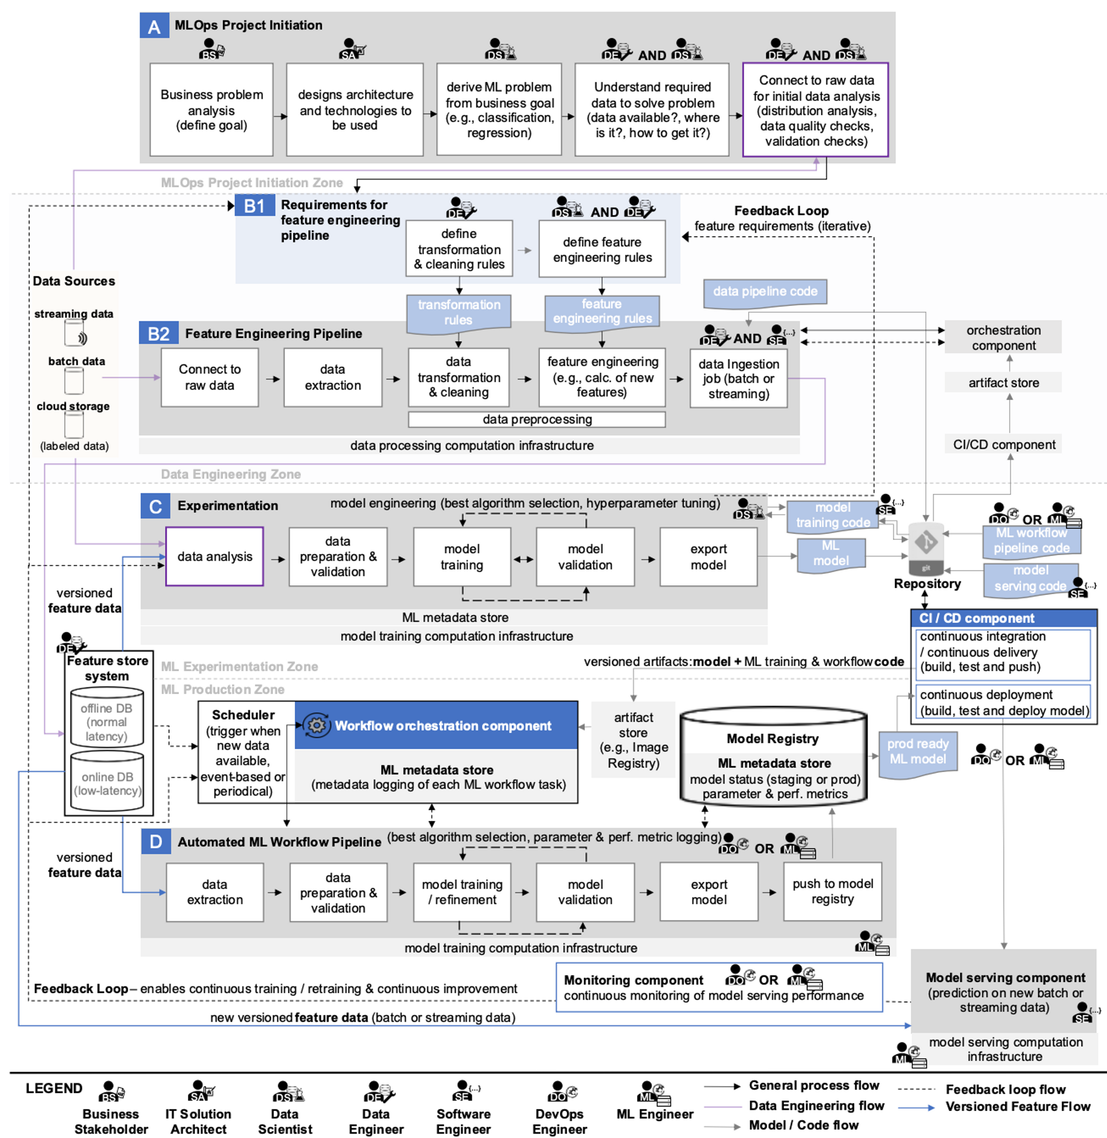 A MLOps Project Initiation
BS
SA
DS
DE AND DS
DE AND DS
Business problem
analysis
(define goal)
designs architecture
and technologies to
be used
derive ML problem
from business goal
(e.g., classification,
regression)
Understand required
data to solve problem
(data available?, where
is it?, how to get it?)
Connect to raw data
for initial data analysis
(distribution analysis,
data quality checks,
validation checks)
MLOps Project Initiation Zone
B1 Requirements for
feature engineering
pipeline
DE
DS AND DE
define
transformation
& cleaning rules
define feature
engineering rules
Feedback Loop
feature requirements (iterative)
Data Sources
streaming data
batch data
cloud storage
(labeled data)
transformation
rules
feature
engineering rules
data pipeline code
B2 Feature Engineering Pipeline
DE AND SE {...}
Connect to
raw data
data
extraction
data
transformation
& cleaning
feature engineering
(e.g., calc. of new
features)
data Ingestion
job (batch or
streaming)
data preprocessing
data processing computation infrastructure
orchestration
component
artifact store
CI/CD component
Data Engineering Zone
C Experimentation
model engineering (best algorithm selection, hyperparameter tuning)
DS
data analysis
data
preparation &
validation
model
training
model
validation
export
model
ML metadata store
model training computation infrastructure
model
training code
SE {...}
ML
model
git
Repository
DO OR ML
ML workflow
pipeline code
model
serving code
SE {...}
versioned
feature data
DE
Feature store
system
offline DB
(normal
latency)
online DB
(low-latency)
CI / CD component
continuous integration
/ continuous delivery
(build, test and push)
continuous deployment
(build, test and deploy model)
versioned artifacts: model + ML training & workflow code
ML Experimentation Zone
ML Production Zone
Scheduler
(trigger when
new data
available,
event-based or
periodical)
Workflow orchestration component
ML metadata store
(metadata logging of each ML workflow task)
artifact
store
(e.g., Image
Registry)
Model Registry
ML metadata store
model status (staging or prod)
parameter & perf. metrics
prod ready
ML model
DO OR ML
versioned
feature data
D Automated ML Workflow Pipeline
(best algorithm selection, parameter & perf. metric logging)
DO OR ML
data
extraction
data
preparation &
validation
model training
/ refinement
model
validation
export
model
push to model
registry
model training computation infrastructure
ML
Feedback Loop – enables continuous training / retraining & continuous improvement
Monitoring component DO OR ML
continuous monitoring of model serving performance
new versioned feature data (batch or streaming data)
Model serving component
(prediction on new batch or
streaming data)
SE {...}
model serving computation
infrastructure
ML
LEGEND
BS
Business
Stakeholder
SA
IT Solution
Architect
DS
Data
Scientist
DE
Data
Engineer
SE {...}
Software
Engineer
DO
DevOps
Engineer
ML
ML Engineer
General process flow
Data Engineering flow
Model / Code flow
Feedback loop flow
Versioned Feature Flow